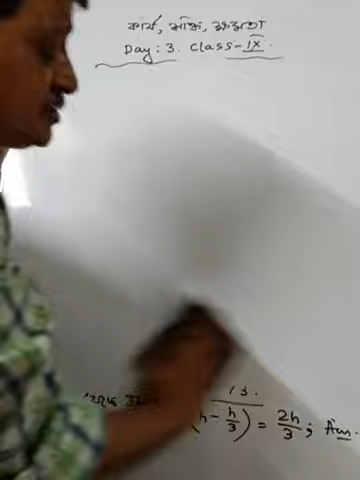 কার্য, শক্তি, ক্ষমতা
Day: 3. Class-IX.
13.
(h - h/3) = 2h/3; Ans.